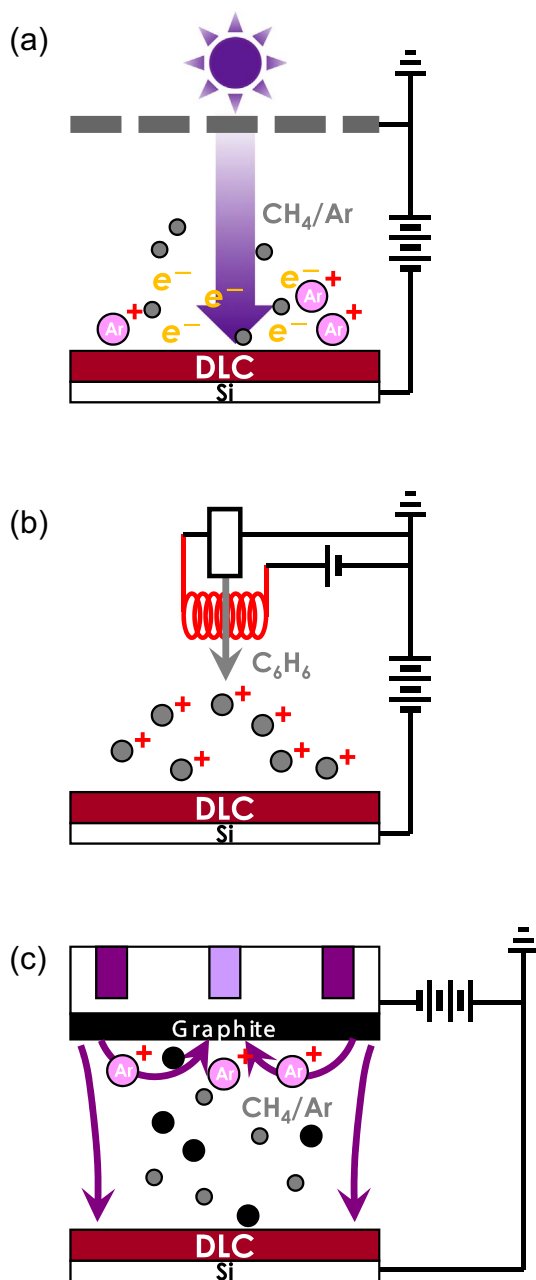 (a)
CH₄/Ar
e⁻ e⁻ e⁻
Ar+ Ar+
e⁻ e⁻ Ar+
DLC
Si
(b)
C₆H₆
+ + + + + + +
DLC
Si
(c)
Graphite
Ar+ Ar+ Ar+
CH₄/Ar
DLC
Si